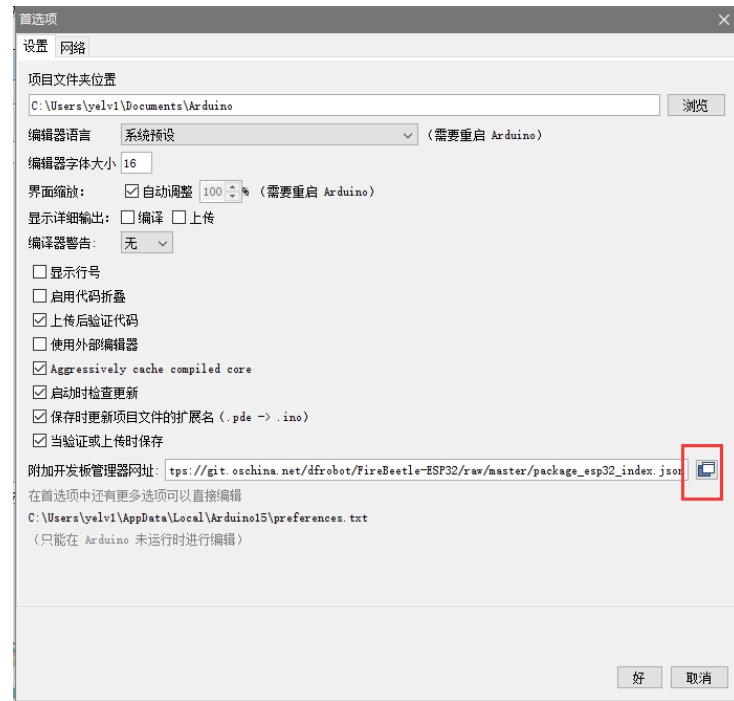 首选项
设置 网络
项目文件夹位置
C:\Users\yelv1\Documents\Arduino 浏览
编辑器语言 系统预设 (需要重启 Arduino)
编辑器字体大小 16
界面缩放: 自动调整 100 % (需要重启 Arduino)
显示详细输出: 编译 上传
编译器警告: 无
显示行号
启用代码折叠
上传后验证代码
使用外部编辑器
Aggressively cache compiled core
启动时检查更新
保存时更新项目文件的扩展名 (.pde -> .ino)
当验证或上传时保存
附加开发板管理器网址: tps://git.oschina.net/dfrobot/FireBeetle-ESP32/raw/master/package_esp32_index.json
在首选项中还有更多选项可以直接编辑
C:\Users\yelv1\AppData\Local\Arduino15\preferences.txt
(只能在 Arduino 未运行时进行编辑)
好 取消